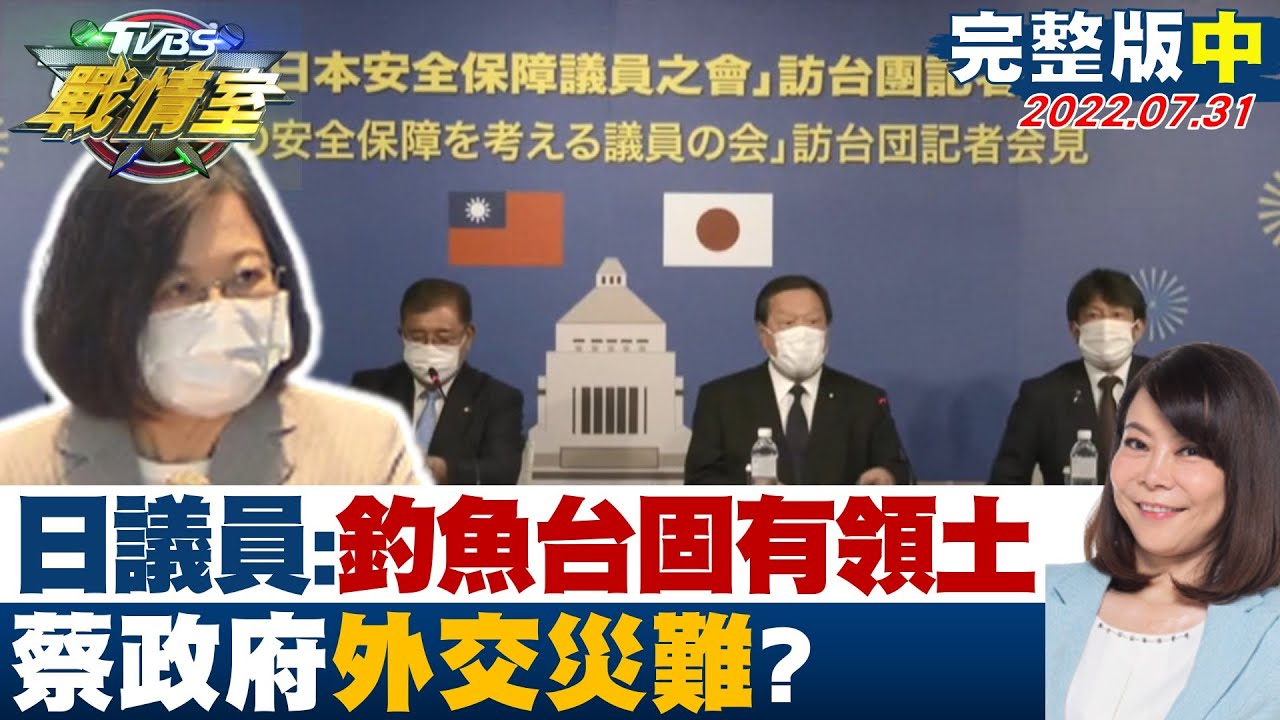 TVBS
戰情室
完整版中
2022.07.31
日本安全保障議員之會」訪台團記者
の安全保障を考える議員の会」訪台団記者会見
日議員:釣魚台固有領土
蔡政府外交災難?